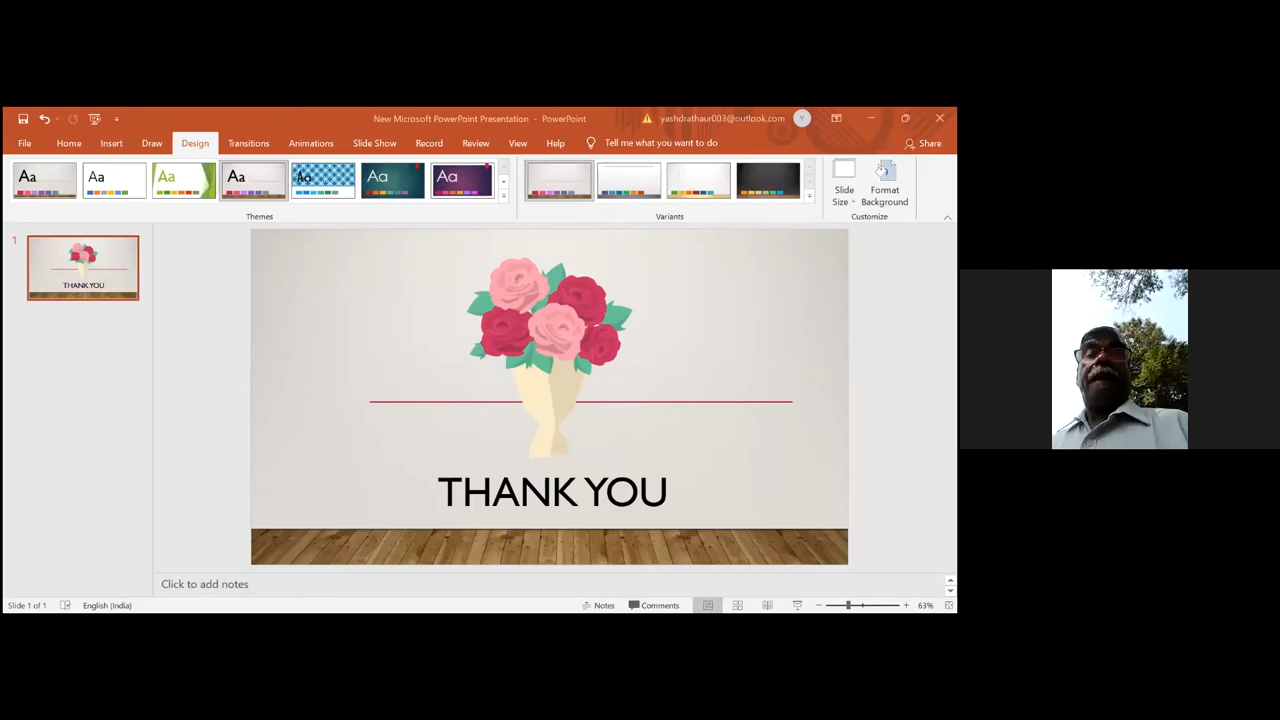 New Microsoft PowerPoint Presentation - PowerPoint
yashdrathaur003@outlook.com
Y
File Home Insert Draw Design Transitions Animations Slide Show Record Review View Help Tell me what you want to do Share
Aa Aa Aa Aa Aa Aa Aa
Slide Size
Format Background
Themes Variants Customize
1
THANK YOU
THANK YOU
Click to add notes
Slide 1 of 1 English (India) Notes Comments 63%